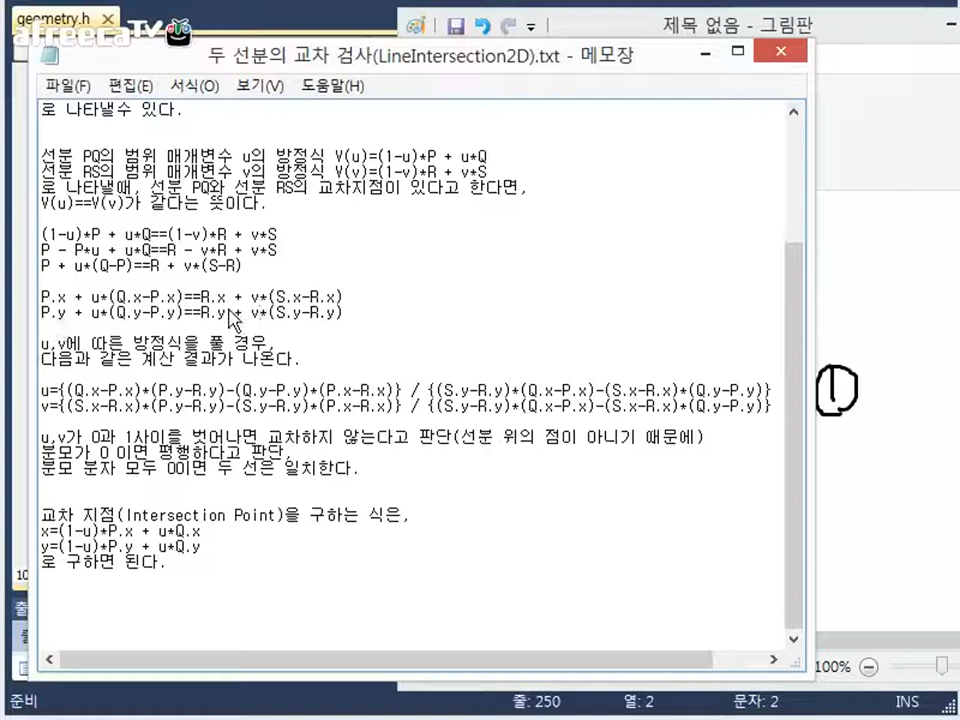 geometry.h
afreecaTV
제목 없음 - 그림판
두 선분의 교차 검사(LineIntersection2D).txt - 메모장
파일(F) 편집(E) 서식(O) 보기(V) 도움말(H)
로 나타낼수 있다.
선분 PQ의 범위 매개변수 u의 방정식 V(u)=(1-u)*P + u*Q
선분 RS의 범위 매개변수 v의 방정식 V(v)=(1-v)*R + v*S
로 나타낼때, 선분 PQ와 선분 RS의 교차지점이 있다고 한다면,
V(u)==V(v)가 같다는 뜻이다.
(1-u)*P + u*Q==(1-v)*R + v*S
P - P*u + u*Q==R - v*R + v*S
P + u*(Q-P)==R + v*(S-R)
P.x + u*(Q.x-P.x)==R.x + v*(S.x-R.x)
P.y + u*(Q.y-P.y)==R.y + v*(S.y-R.y)
u,v에 따른 방정식을 풀 경우,
다음과 같은 계산 결과가 나온다.
u={(Q.x-P.x)*(P.y-R.y)-(Q.y-P.y)*(P.x-R.x)} / {(S.y-R.y)*(Q.x-P.x)-(S.x-R.x)*(Q.y-P.y)}
v={(S.x-R.x)*(P.y-R.y)-(S.y-R.y)*(P.x-R.x)} / {(S.y-R.y)*(Q.x-P.x)-(S.x-R.x)*(Q.y-P.y)}
u,v가 0과 1사이를 벗어나면 교차하지 않는다고 판단(선분 위의 점이 아니기 때문에)
분모가 0 이면 평행하다고 판단,
분모 분자 모두 0이면 두 선은 일치한다.
교차 지점(Intersection Point)을 구하는 식은,
x=(1-u)*P.x + u*Q.x
y=(1-u)*P.y + u*Q.y
로 구하면 된다.
①
10
출
100%
준비 줄: 250 열: 2 문자: 2 INS